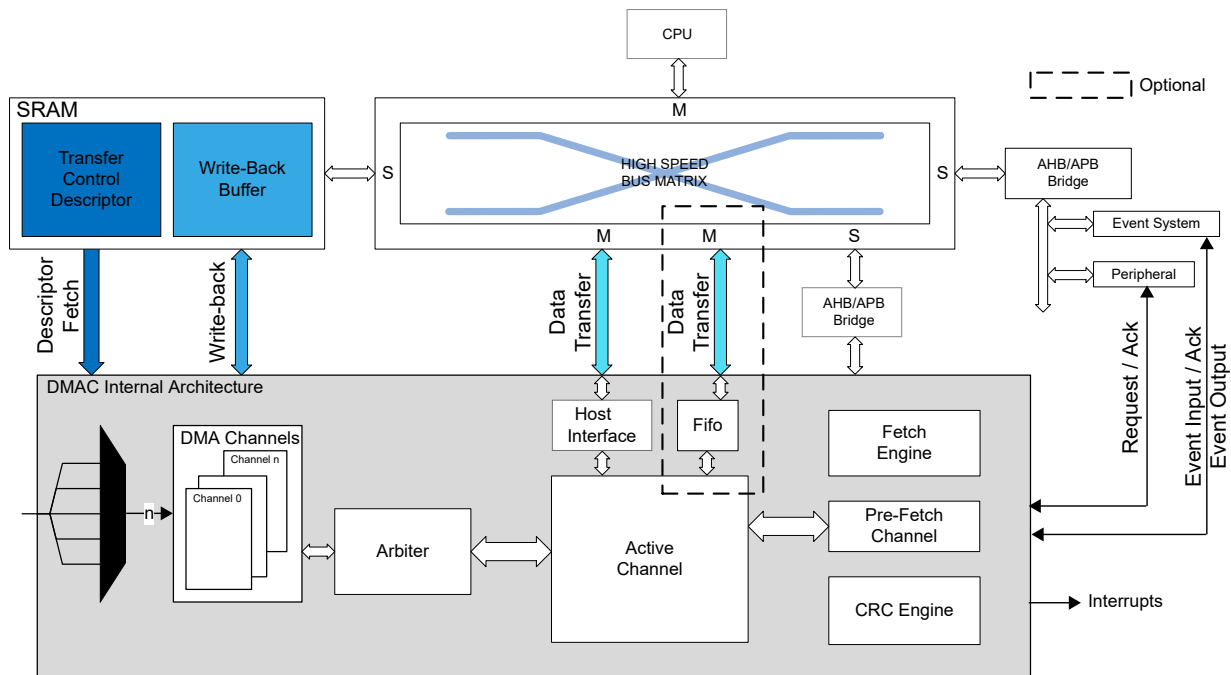 CPU
Optional
SRAM
M
Transfer
Control
Descriptor
Write-Back
Buffer
S
HIGH SPEED
BUS MATRIX
S
AHB/APB
Bridge
Event System
Peripheral
M
M
S
Descriptor
Fetch
Write-back
Data
Transfer
Data
Transfer
AHB/APB
Bridge
Request / Ack
Event Input / Ack
Event Output
DMAC Internal Architecture
DMA Channels
Channel n
Channel 0
n
Arbiter
Host
Interface
Fifo
Active
Channel
Fetch
Engine
Pre-Fetch
Channel
CRC Engine
Interrupts